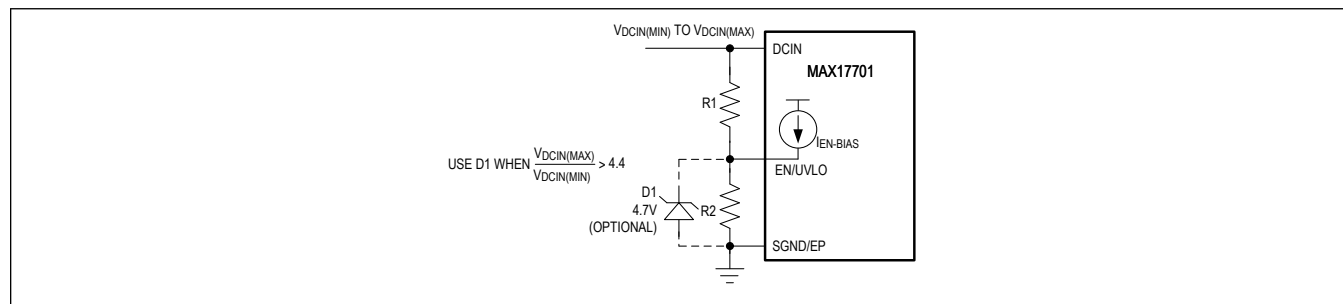 VDCIN(MIN) TO VDCIN(MAX)
DCIN
MAX17701
R1
IEN-BIAS
USE D1 WHEN VDCIN(MAX)/VDCIN(MIN) > 4.4
EN/UVLO
D1
4.7V
(OPTIONAL)
R2
SGND/EP